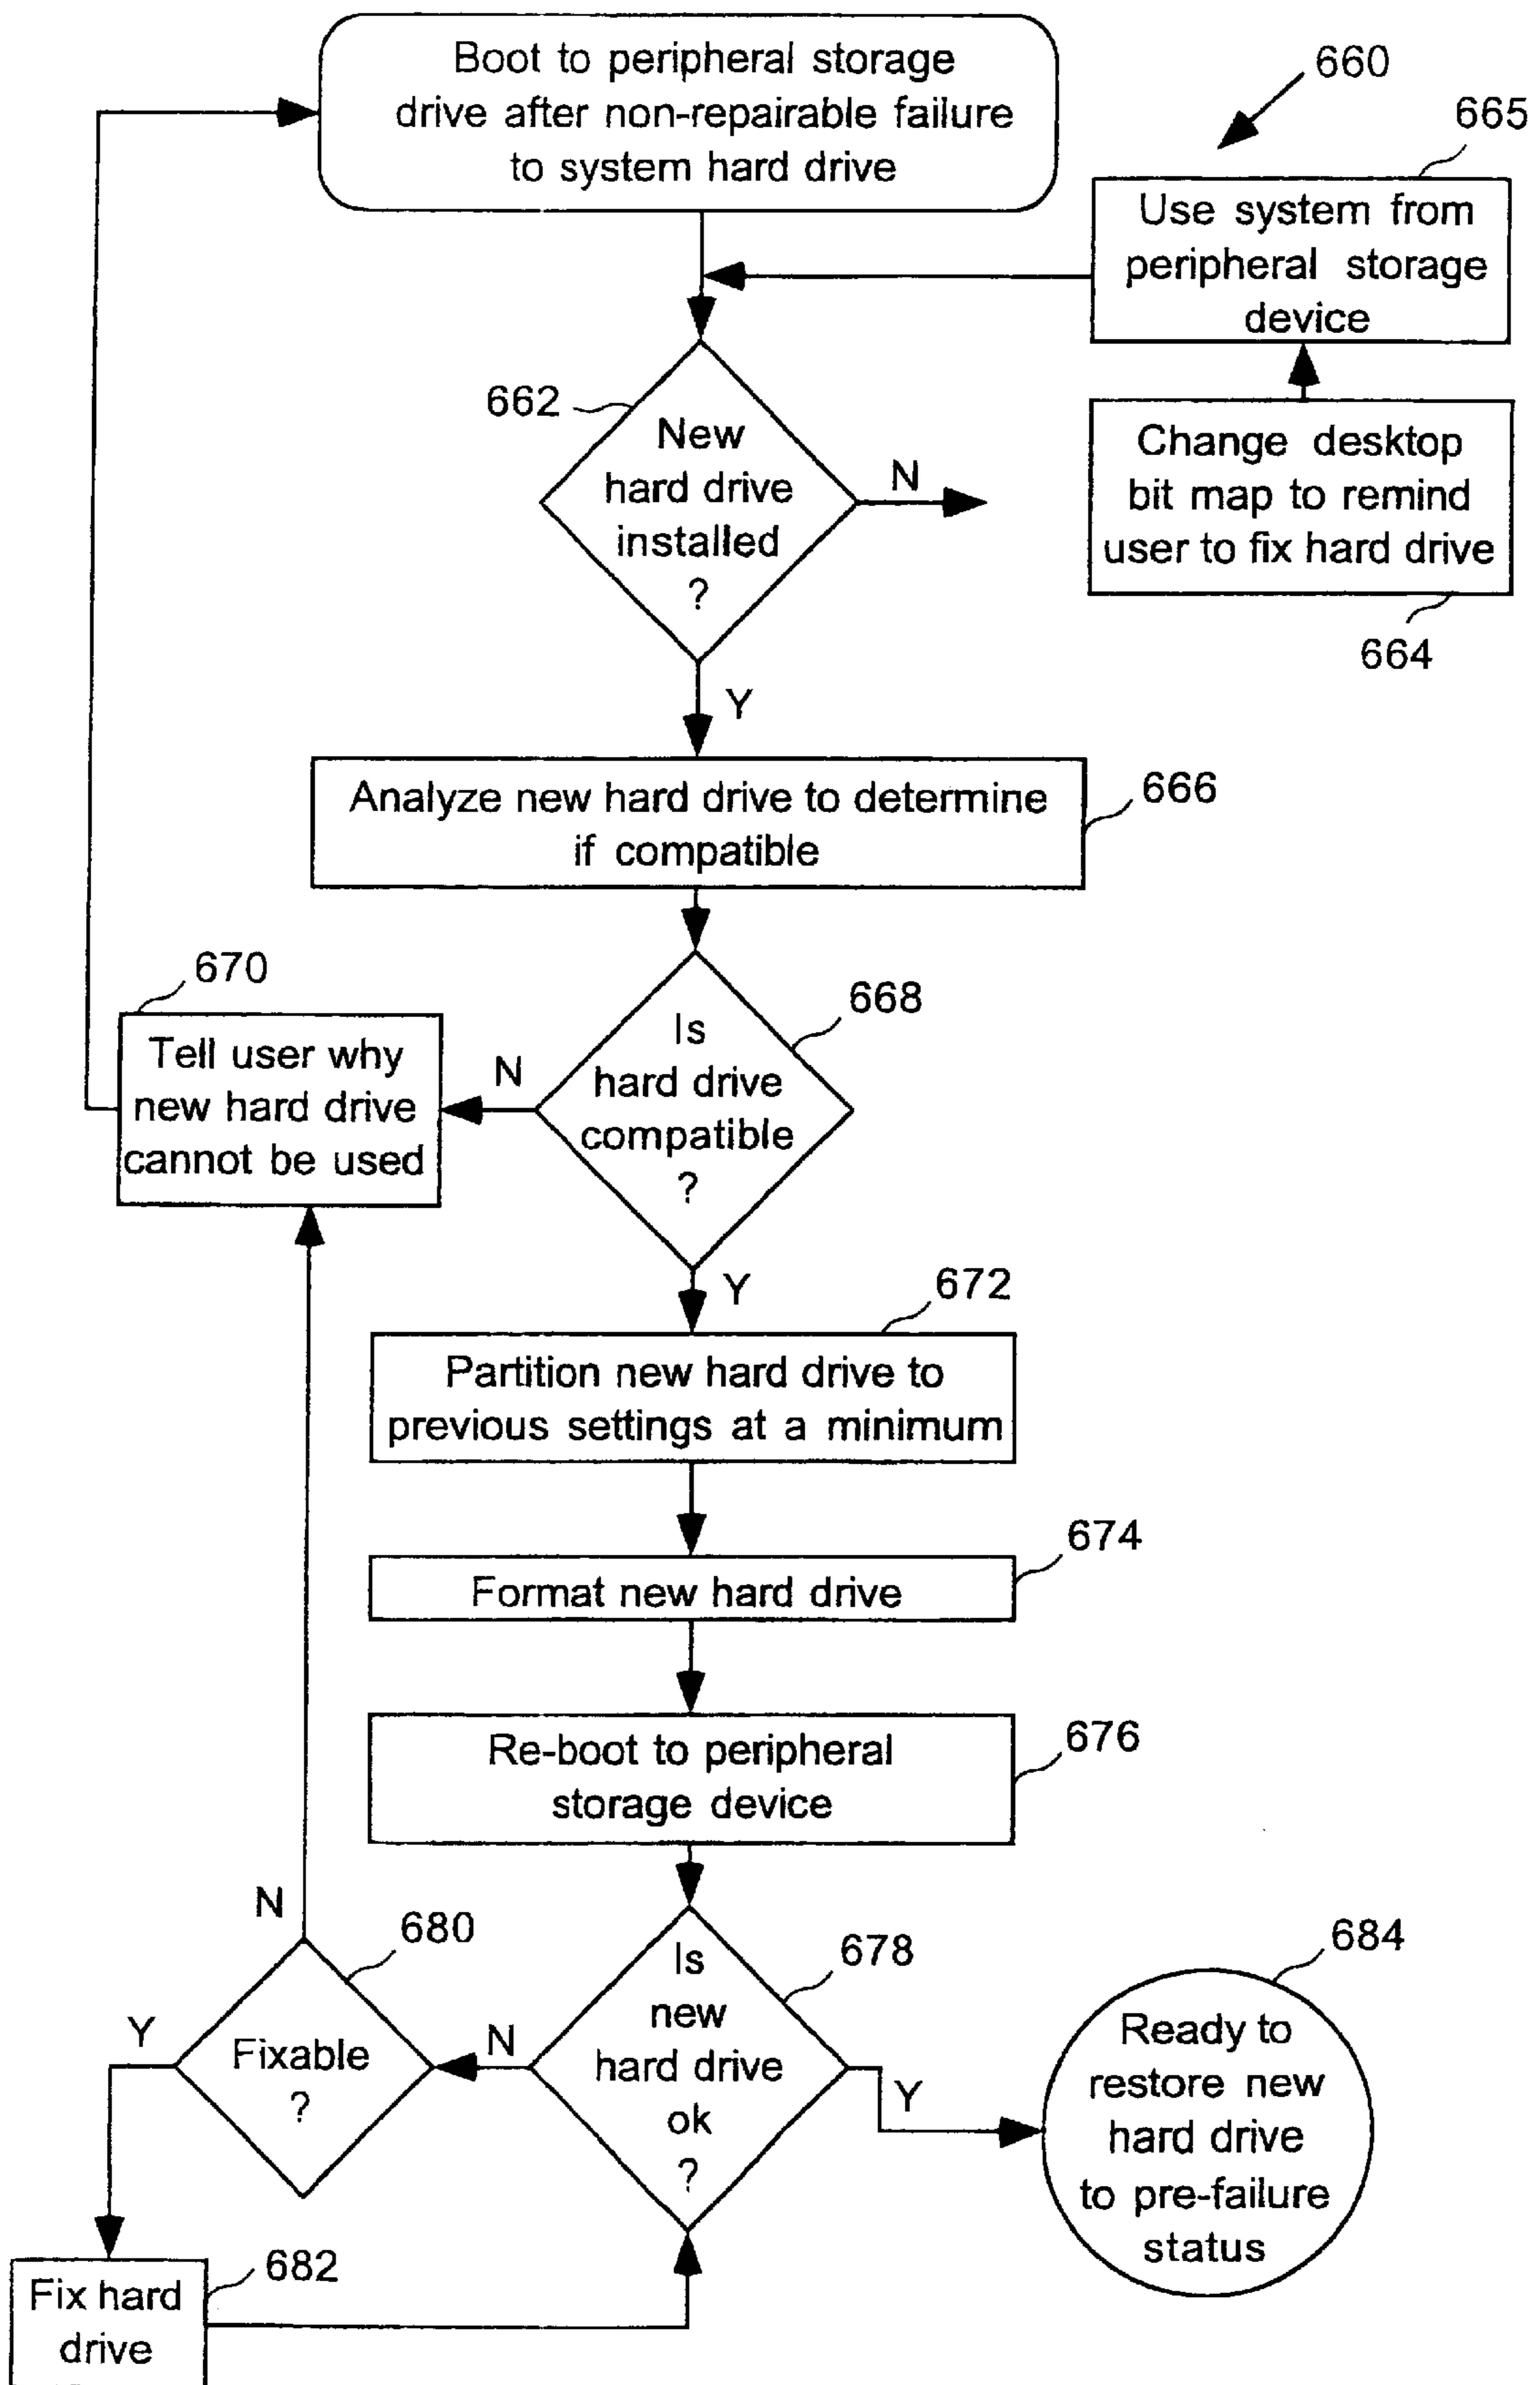 Boot to peripheral storage
drive after non-repairable failure
to system hard drive
660
665
Use system from
peripheral storage
device
662
New
hard drive
installed
?
N
Change desktop
bit map to remind
user to fix hard drive
664
Y
Analyze new hard drive to determine
if compatible
666
670
Tell user why
new hard drive
cannot be used
N
668
Is
hard drive
compatible
?
Y
672
Partition new hard drive to
previous settings at a minimum
674
Format new hard drive
676
Re-boot to peripheral
storage device
N
680
Fixable
?
Y
N
678
Is
new
hard drive
ok
?
Y
684
Ready to
restore new
hard drive
to pre-failure
status
682
Fix hard
drive